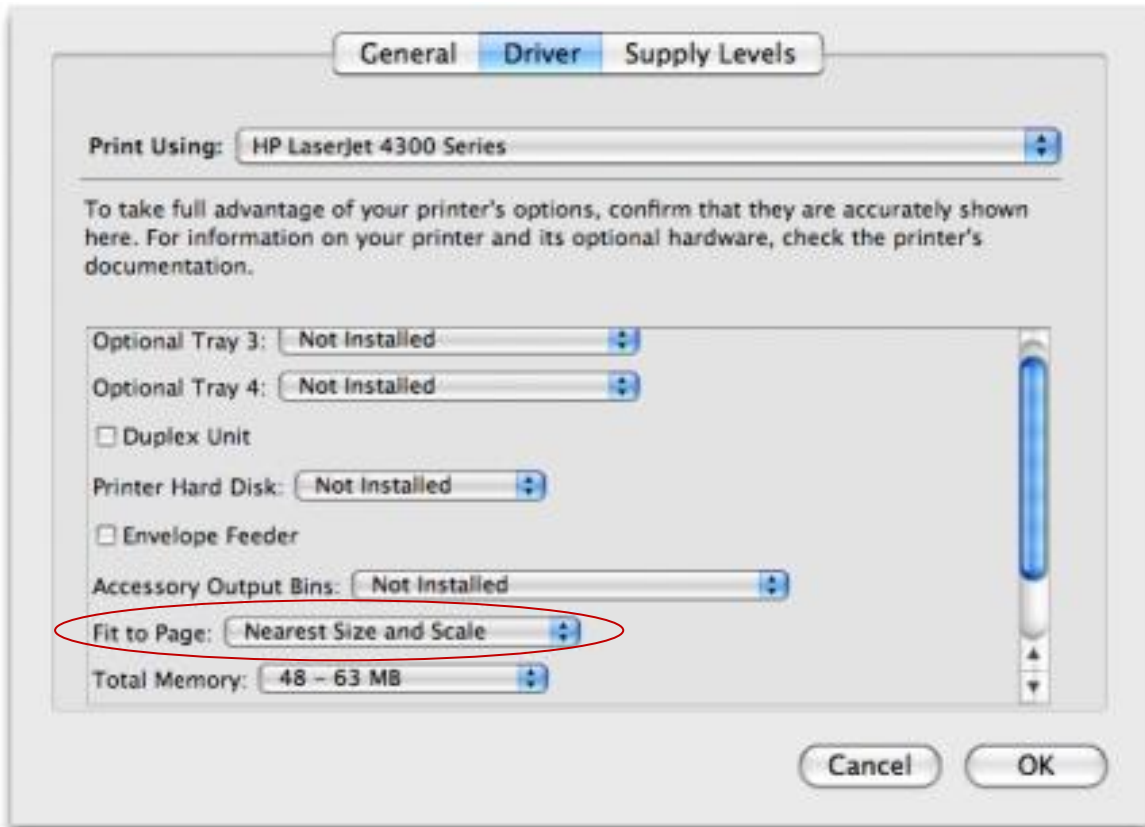 General Driver Supply Levels
Print Using: HP LaserJet 4300 Series
To take full advantage of your printer's options, confirm that they are accurately shown
here. For information on your printer and its optional hardware, check the printer's
documentation.
Optional Tray 3: Not Installed
Optional Tray 4: Not Installed
Duplex Unit
Printer Hard Disk: Not Installed
Envelope Feeder
Accessory Output Bins: Not Installed
Fit to Page: Nearest Size and Scale
Total Memory: 48 – 63 MB
Cancel OK